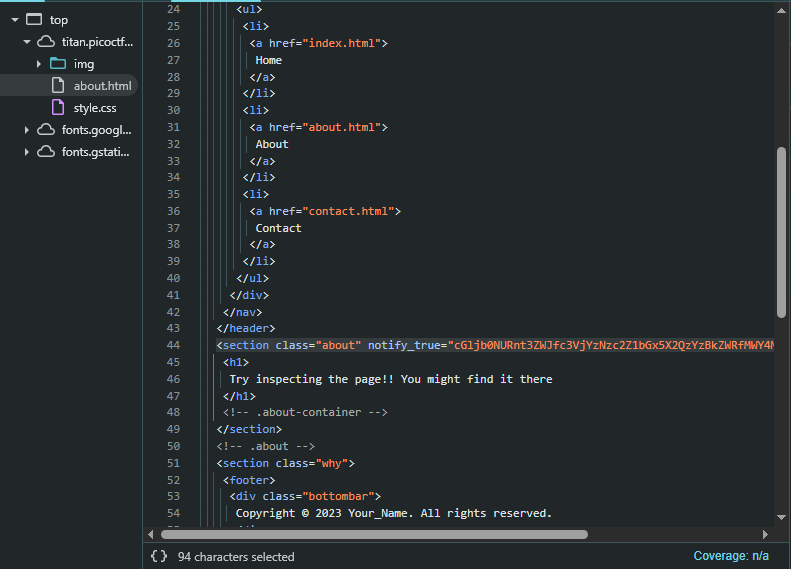 top
titan.picoctf...
img
about.html
style.css
fonts.googl...
fonts.gstati...
24 <ul>
25 <li>
26 <a href="index.html">
27 Home
28 </a>
29 </li>
30 <li>
31 <a href="about.html">
32 About
33 </a>
34 </li>
35 <li>
36 <a href="contact.html">
37 Contact
38 </a>
39 </li>
40 </ul>
41 </div>
42 </nav>
43 </header>
44 <section class="about" notify_true="cGljb0NURnt3ZWJfc3VjYzNzc2Z1bGx5X2QzYzBkZWRfMWY4M
45 <h1>
46 Try inspecting the page!! You might find it there
47 </h1>
48 <!-- .about-container -->
49 </section>
50 <!-- .about -->
51 <section class="why">
52 <footer>
53 <div class="bottombar">
54 Copyright © 2023 Your_Name. All rights reserved.
{} 94 characters selected
Coverage: n/a